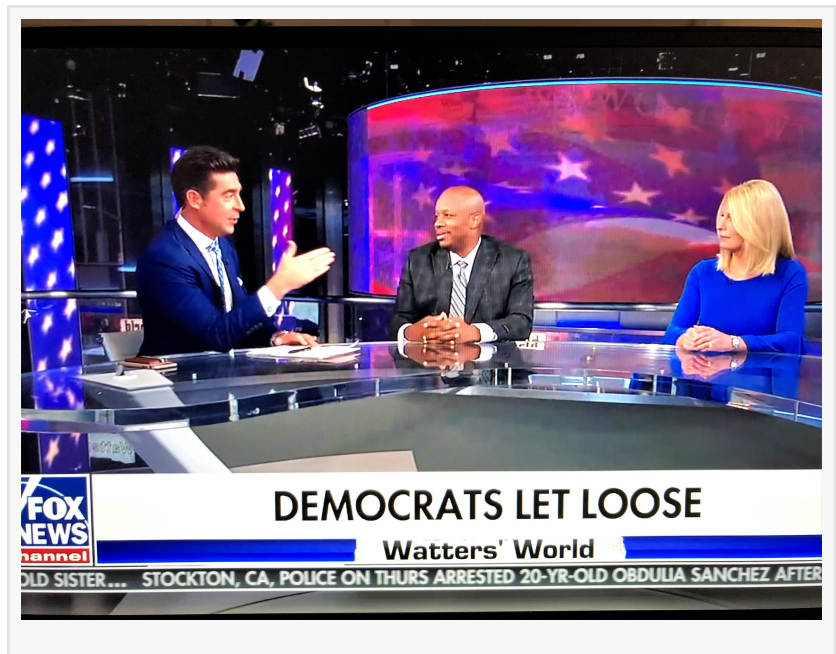 DEMOCRATS LET LOOSE
FOX
NEWS
hannel
Watters' World
OLD SISTER... STOCKTON, CA, POLICE ON THURS ARRESTED 20-YR-OLD OBDULIA SANCHEZ AFTER